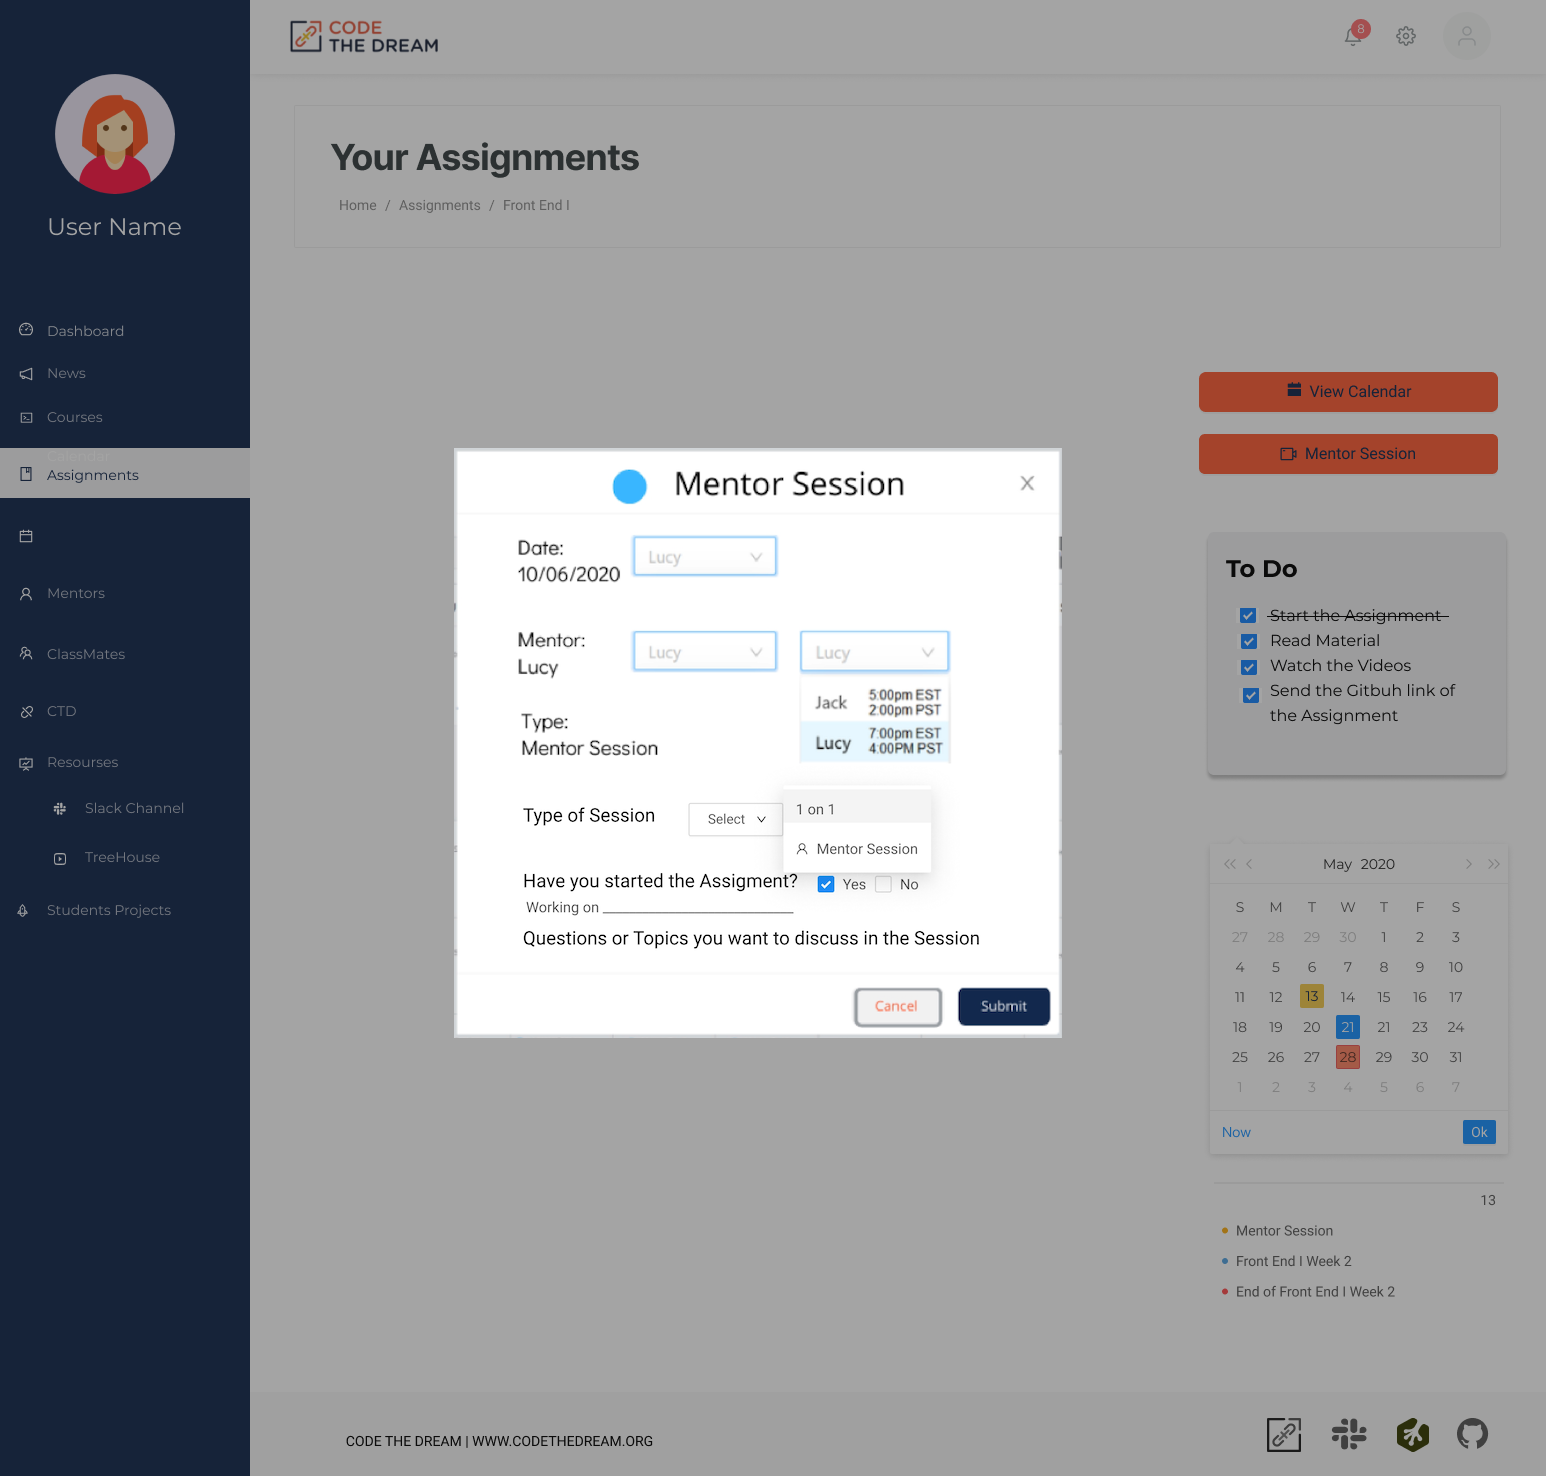 CODE
THE DREAM
8
User Name
Your Assignments
Home / Assignments / Front End I
Dashboard
News
Courses
Calendar
Assignments
Mentors
ClassMates
CTD
Resourses
Slack Channel
TreeHouse
Students Projects
View Calendar
Mentor Session
Mentor Session
Date:
10/06/2020
Lucy
Mentor:
Lucy
Lucy
Lucy
Jack 5:00pm EST
2:00pm PST
Lucy 7:00pm EST
4:00PM PST
Type:
Mentor Session
Type of Session
Select
1 on 1
Mentor Session
Have you started the Assigment?
Yes
No
Working on
Questions or Topics you want to discuss in the Session
Cancel
Submit
To Do
Start the Assignment
Read Material
Watch the Videos
Send the Gitbuh link of
the Assignment
May 2020
S M T W T F S
27 28 29 30 1 2 3
4 5 6 7 8 9 10
11 12 13 14 15 16 17
18 19 20 21 21 23 24
25 26 27 28 29 30 31
1 2 3 4 5 6 7
Now
Ok
13
Mentor Session
Front End I Week 2
End of Front End I Week 2
CODE THE DREAM | WWW.CODETHEDREAM.ORG